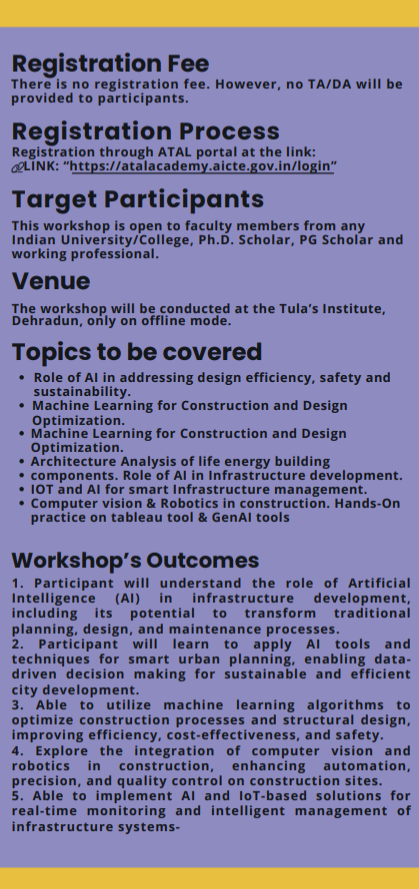 Registration Fee
There is no registration fee. However, no TA/DA will be
provided to participants.
Registration Process
Registration through ATAL portal at the link:
🔗LINK: “https://atalacademy.aicte.gov.in/login”
Target Participants
This workshop is open to faculty members from any
Indian University/College, Ph.D. Scholar, PG Scholar and
working professional.
Venue
The workshop will be conducted at the Tula’s Institute,
Dehradun, only on offline mode.
Topics to be covered
• Role of AI in addressing design efficiency, safety and
sustainability.
• Machine Learning for Construction and Design
Optimization.
• Machine Learning for Construction and Design
Optimization.
• Architecture Analysis of life energy building
• components. Role of AI in Infrastructure development.
• IOT and AI for smart Infrastructure management.
• Computer vision & Robotics in construction. Hands-On
practice on tableau tool & GenAI tools
Workshop’s Outcomes
1. Participant will understand the role of Artificial
Intelligence (AI) in infrastructure development,
including its potential to transform traditional
planning, design, and maintenance processes.
2. Participant will learn to apply AI tools and
techniques for smart urban planning, enabling data-
driven decision making for sustainable and efficient
city development.
3. Able to utilize machine learning algorithms to
optimize construction processes and structural design,
improving efficiency, cost-effectiveness, and safety.
4. Explore the integration of computer vision and
robotics in construction, enhancing automation,
precision, and quality control on construction sites.
5. Able to implement AI and IoT-based solutions for
real-time monitoring and intelligent management of
infrastructure systems-